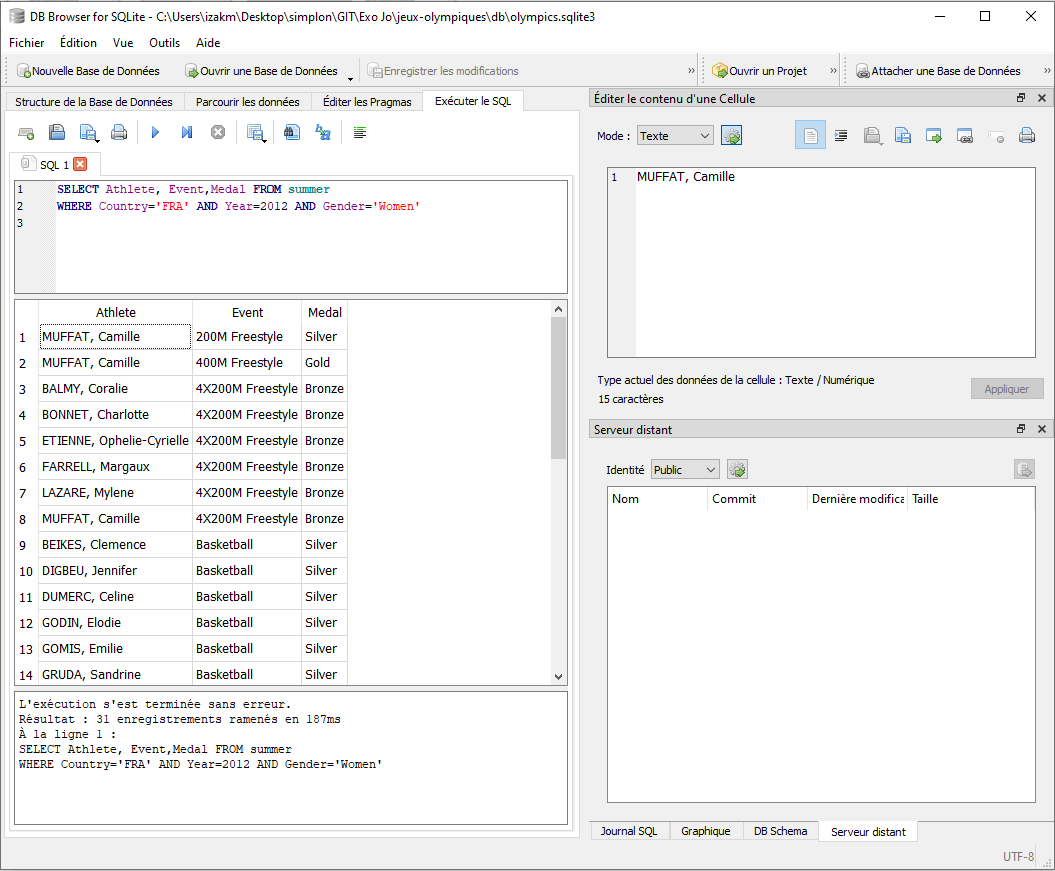 DB Browser for SQLite - C:\Users\izakm\Desktop\simplon\GIT\Exo Jo\jeux-olympiques\db\olympics.sqlite3
Fichier Édition Vue Outils Aide
Nouvelle Base de Données Ouvrir une Base de Données Enregistrer les modifications » Ouvrir un Projet » Attacher une Base de Données »
Structure de la Base de Données Parcourir les données Éditer les Pragmas Exécuter le SQL
SQL 1
1 SELECT Athlete, Event,Medal FROM summer
2 WHERE Country='FRA' AND Year=2012 AND Gender='Women'
3
Athlete Event Medal
1 MUFFAT, Camille 200M Freestyle Silver
2 MUFFAT, Camille 400M Freestyle Gold
3 BALMY, Coralie 4X200M Freestyle Bronze
4 BONNET, Charlotte 4X200M Freestyle Bronze
5 ETIENNE, Ophelie-Cyrielle 4X200M Freestyle Bronze
6 FARRELL, Margaux 4X200M Freestyle Bronze
7 LAZARE, Mylene 4X200M Freestyle Bronze
8 MUFFAT, Camille 4X200M Freestyle Bronze
9 BEIKES, Clemence Basketball Silver
10 DIGBEU, Jennifer Basketball Silver
11 DUMERC, Celine Basketball Silver
12 GODIN, Elodie Basketball Silver
13 GOMIS, Emilie Basketball Silver
14 GRUDA, Sandrine Basketball Silver
L'exécution s'est terminée sans erreur.
Résultat : 31 enregistrements ramenés en 187ms
À la ligne 1 :
SELECT Athlete, Event,Medal FROM summer
WHERE Country='FRA' AND Year=2012 AND Gender='Women'
Éditer le contenu d'une Cellule
Mode : Texte
1 MUFFAT, Camille
Type actuel des données de la cellule : Texte / Numérique
15 caractères
Appliquer
Serveur distant
Identité Public
Nom Commit Dernière modifica Taille
Journal SQL Graphique DB Schema Serveur distant
UTF-8